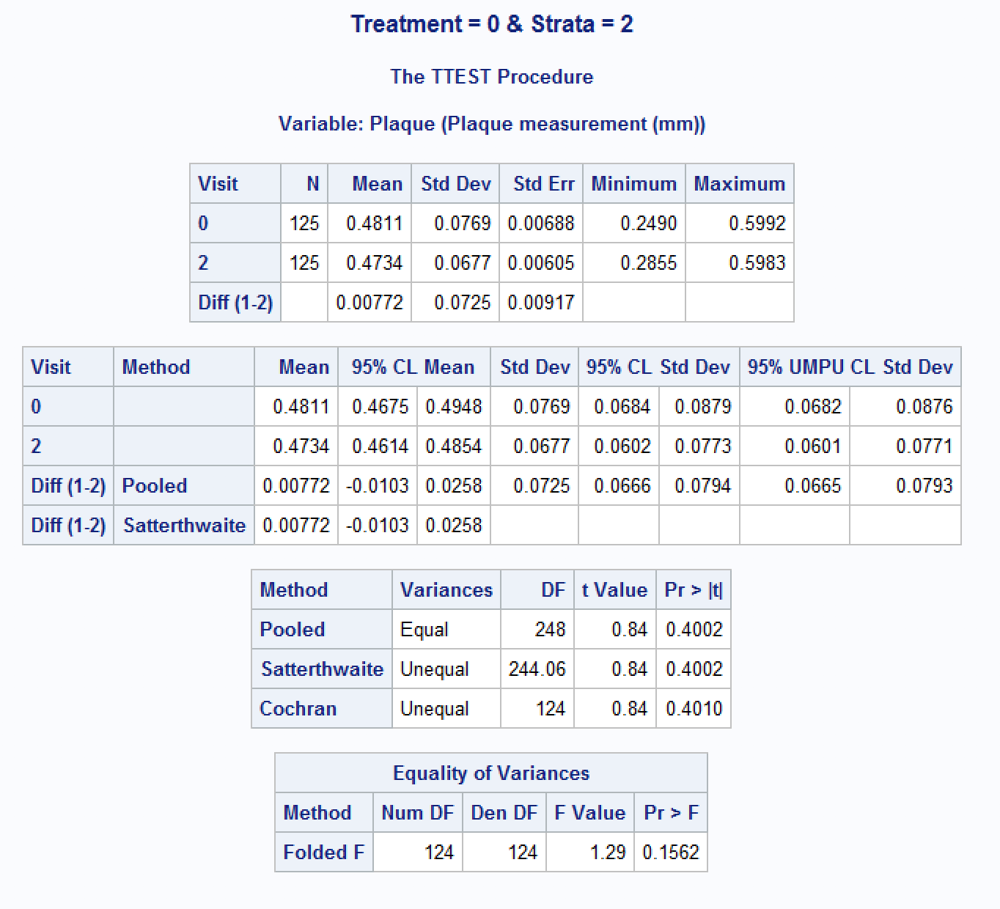 Treatment = 0 & Strata = 2
The TTEST Procedure
Variable: Plaque (Plaque measurement (mm))
Visit N Mean Std Dev Std Err Minimum Maximum
0 125 0.4811 0.0769 0.00688 0.2490 0.5992
2 125 0.4734 0.0677 0.00605 0.2855 0.5983
Diff (1-2) 0.00772 0.0725 0.00917
Visit Method Mean 95% CL Mean Std Dev 95% CL Std Dev 95% UMPU CL Std Dev
0 0.4811 0.4675 0.4948 0.0769 0.0684 0.0879 0.0682 0.0876
2 0.4734 0.4614 0.4854 0.0677 0.0602 0.0773 0.0601 0.0771
Diff (1-2) Pooled 0.00772 -0.0103 0.0258 0.0725 0.0666 0.0794 0.0665 0.0793
Diff (1-2) Satterthwaite 0.00772 -0.0103 0.0258
Method Variances DF t Value Pr > |t|
Pooled Equal 248 0.84 0.4002
Satterthwaite Unequal 244.06 0.84 0.4002
Cochran Unequal 124 0.84 0.4010
Equality of Variances
Method Num DF Den DF F Value Pr > F
Folded F 124 124 1.29 0.1562